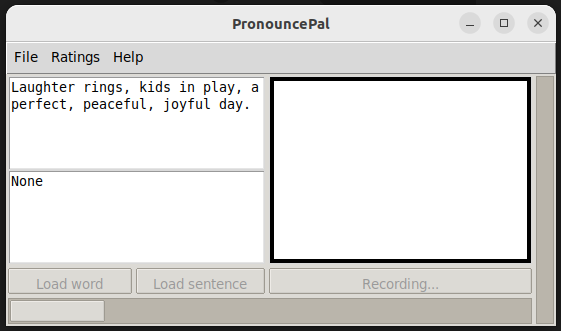 PronouncePal
File Ratings Help
Laughter rings, kids in play, a
perfect, peaceful, joyful day.
None
Load word Load sentence Recording...